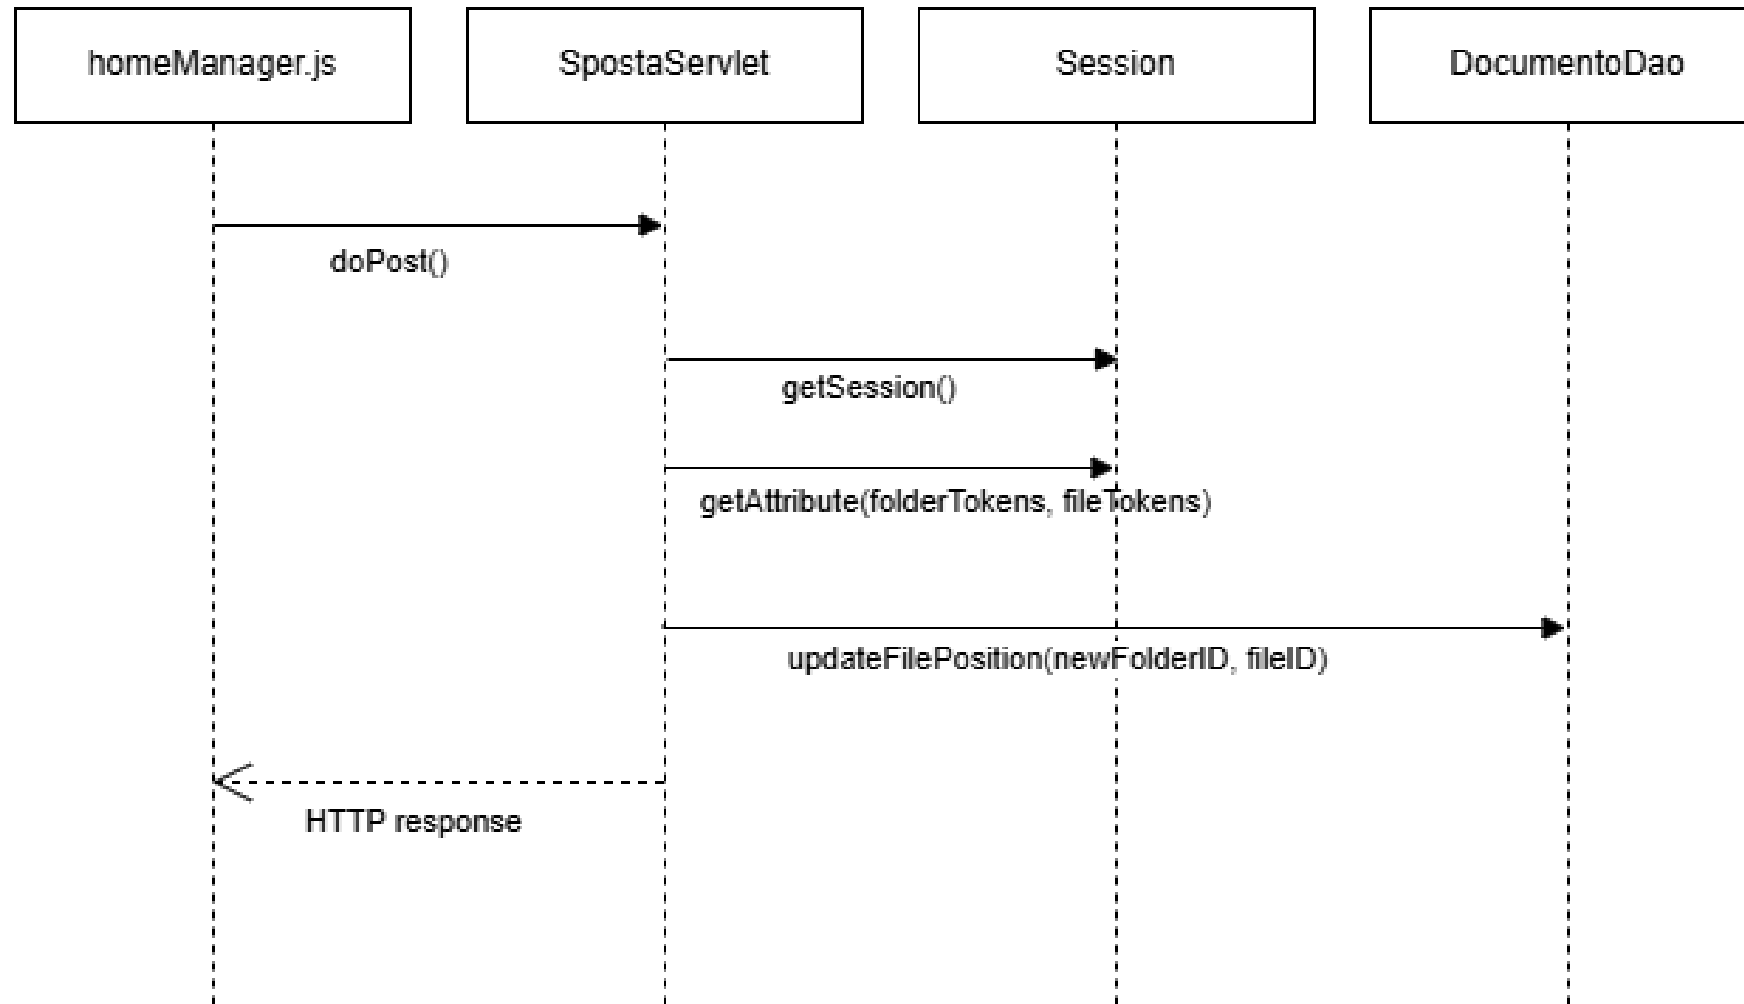 homeManager.js
SpostaServlet
Session
DocumentoDao
doPost()
getSession()
getAttribute(folderTokens, fileTokens)
updateFilePosition(newFolderID, fileID)
HTTP response